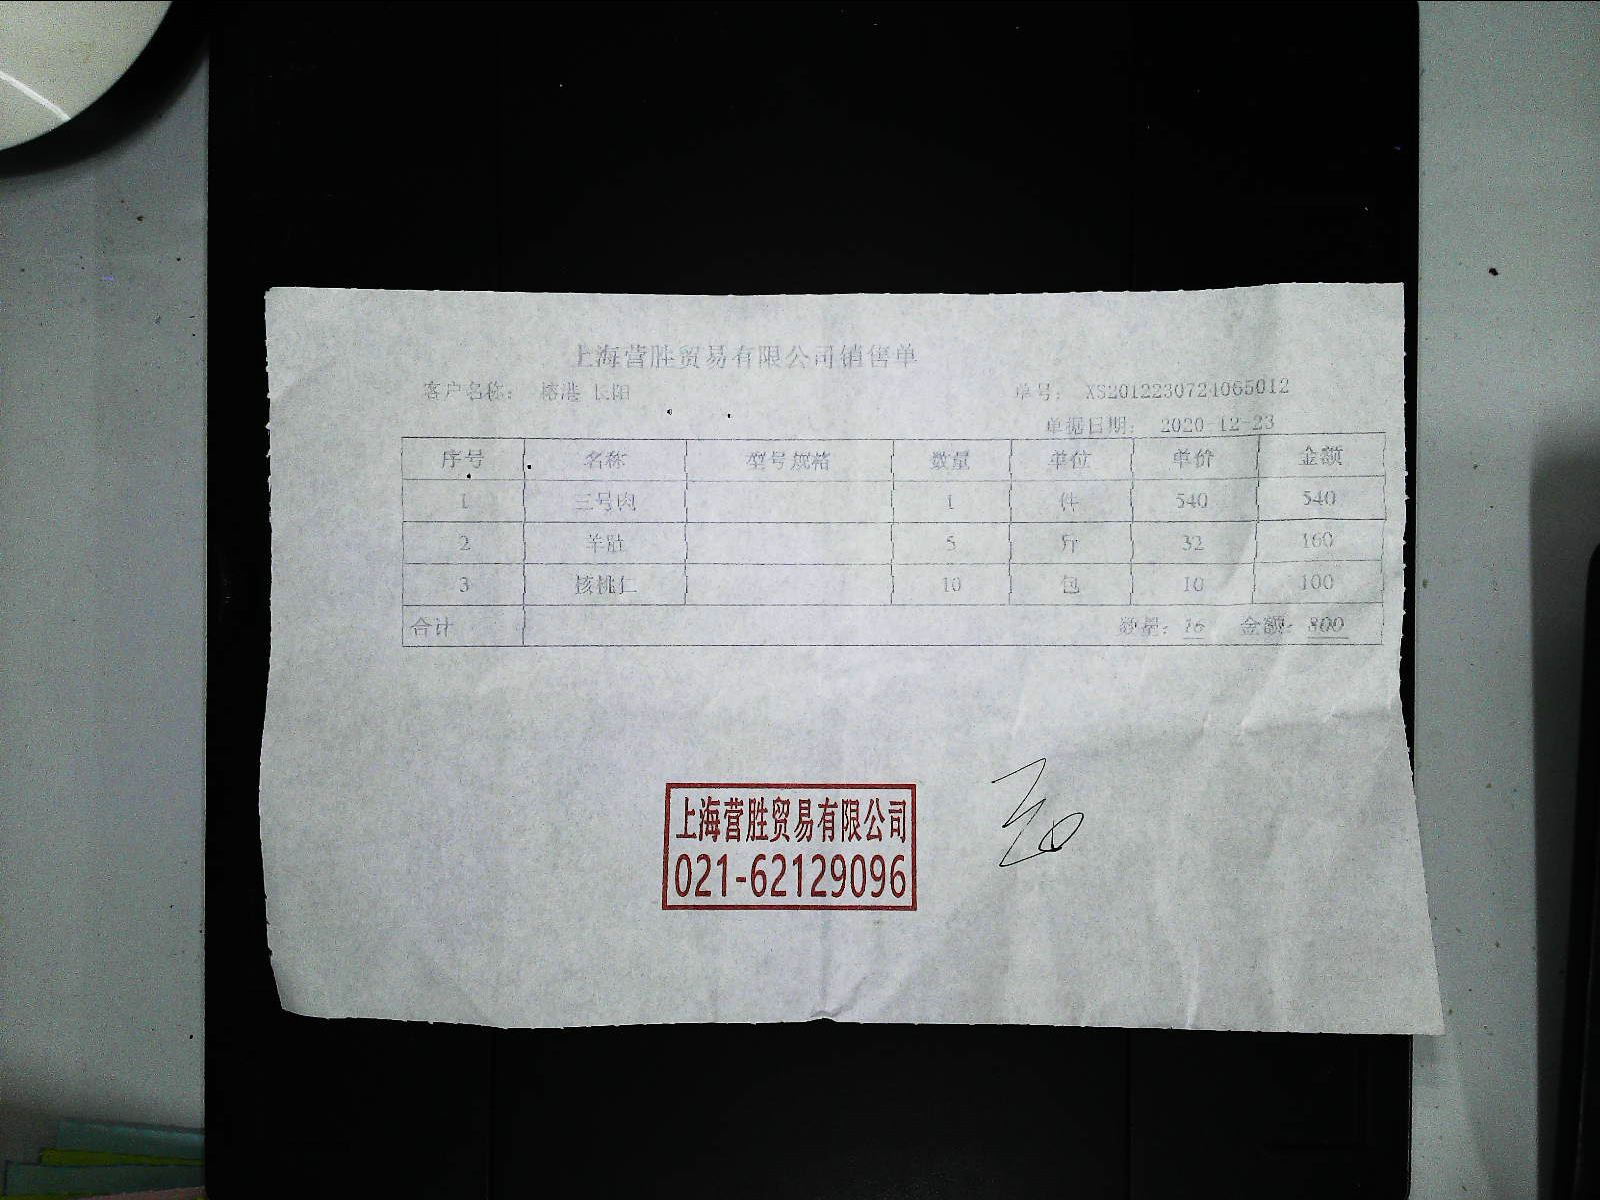 上海营胜贸易有限公司销售单
客户名称： 榕港 长阳 单号： XS2012230724065012
单据日期： 2020-12-23
序号 名称 型号规格 数量 单位 单价 金额
1 三号肉 1 件 540 540
2 羊肚 5 斤 32 160
3 核桃仁 10 包 10 100
合计 数量：16 金额：800
上海营胜贸易有限公司
021-62129096